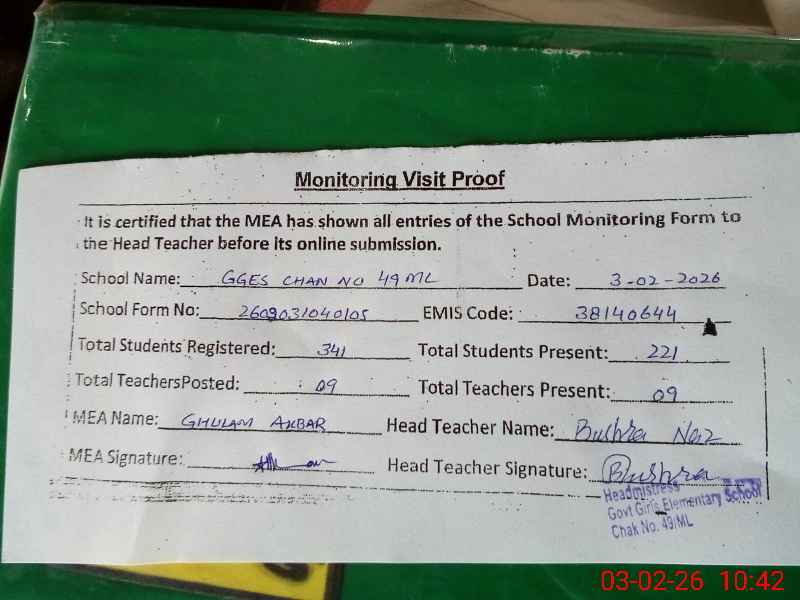 Monitoring Visit Proof
It is certified that the MEA has shown all entries of the School Monitoring Form to
the Head Teacher before its online submission.
School Name: GGES CHAN NO 49 ML Date: 3-02-2026
School Form No: 2609031040105 EMIS Code: 38140644
Total Students Registered: 341 Total Students Present: 221
Total TeachersPosted: 09 Total Teachers Present: 09
MEA Name: GHULAM AKBAR Head Teacher Name: Bushra Naz
MEA Signature: Head Teacher Signature: Bushra
Headmistress
Govt Girls Elementary School
Chak No. 49/ML
03-02-26 10:42